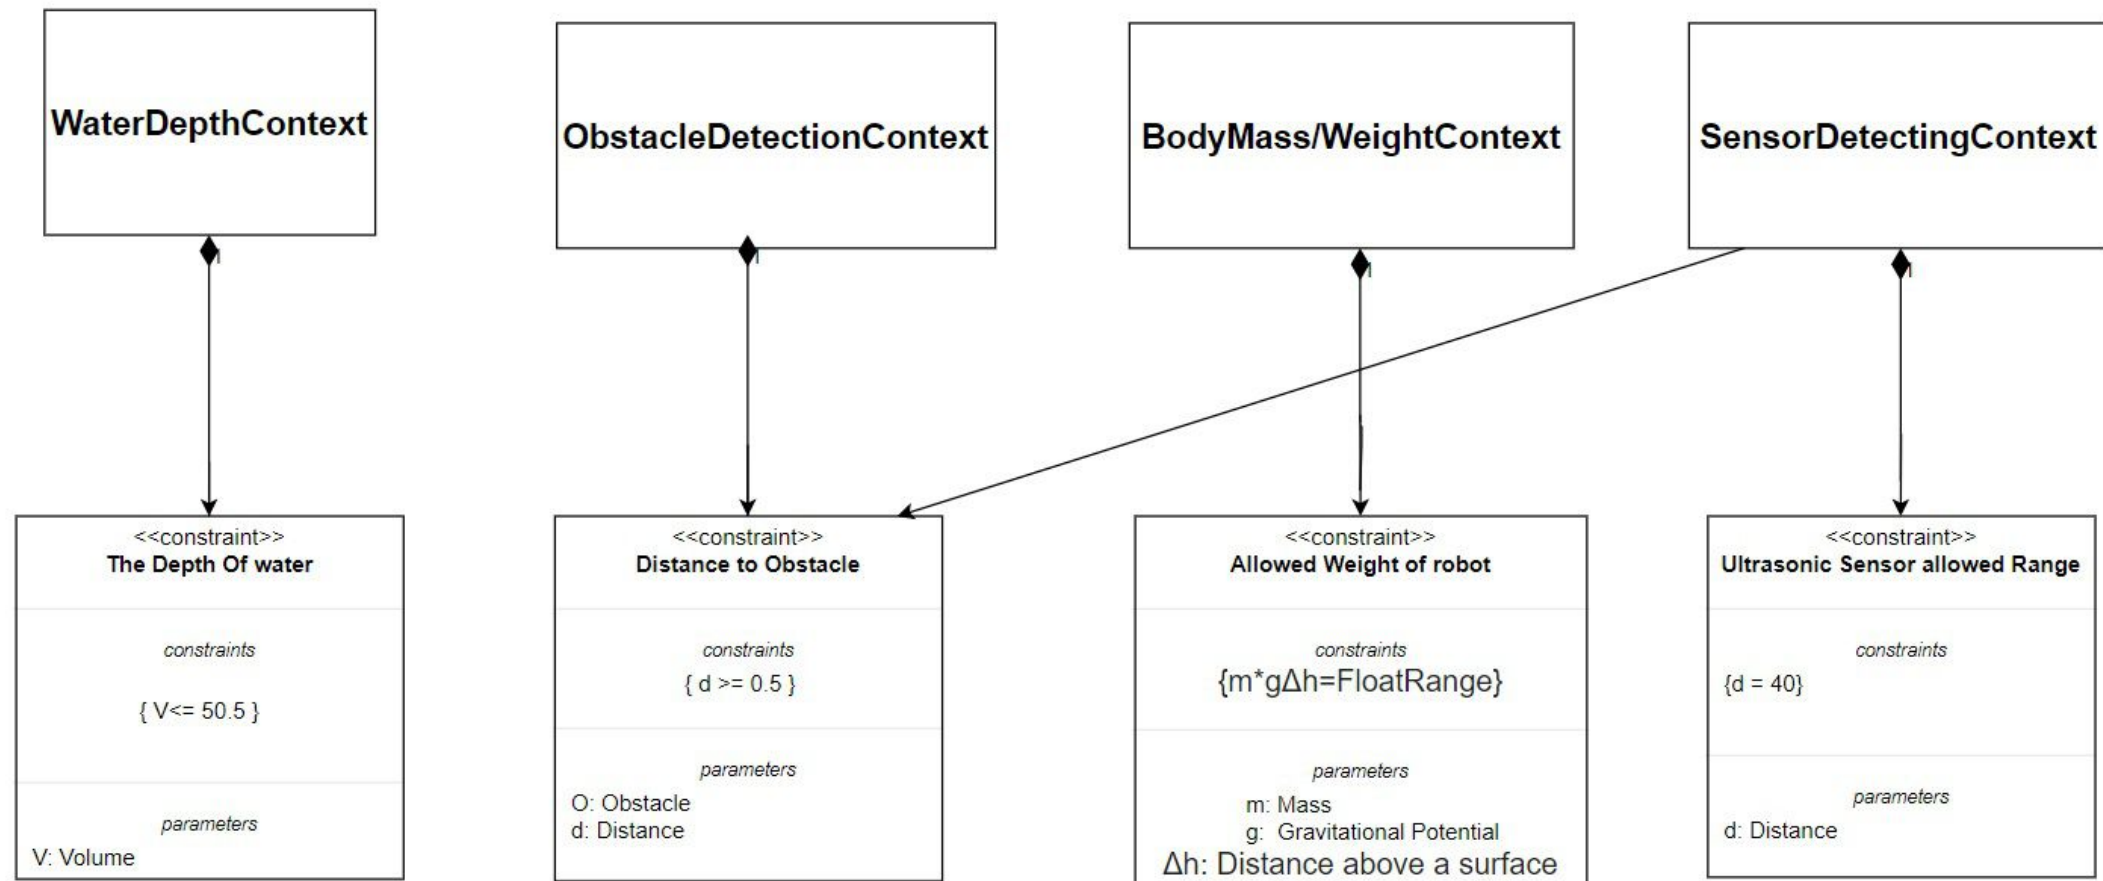 WaterDepthContext
ObstacleDetectionContext
BodyMass/WeightContext
SensorDetectingContext
1
1
1
1
<<constraint>>
The Depth Of water
constraints
{ V<= 50.5 }
parameters
V: Volume
<<constraint>>
Distance to Obstacle
constraints
{ d >= 0.5 }
parameters
O: Obstacle
d: Distance
<<constraint>>
Allowed Weight of robot
constraints
{m*gΔh=FloatRange}
parameters
m: Mass
g: Gravitational Potential
Δh: Distance above a surface
<<constraint>>
Ultrasonic Sensor allowed Range
constraints
{d = 40}
parameters
d: Distance